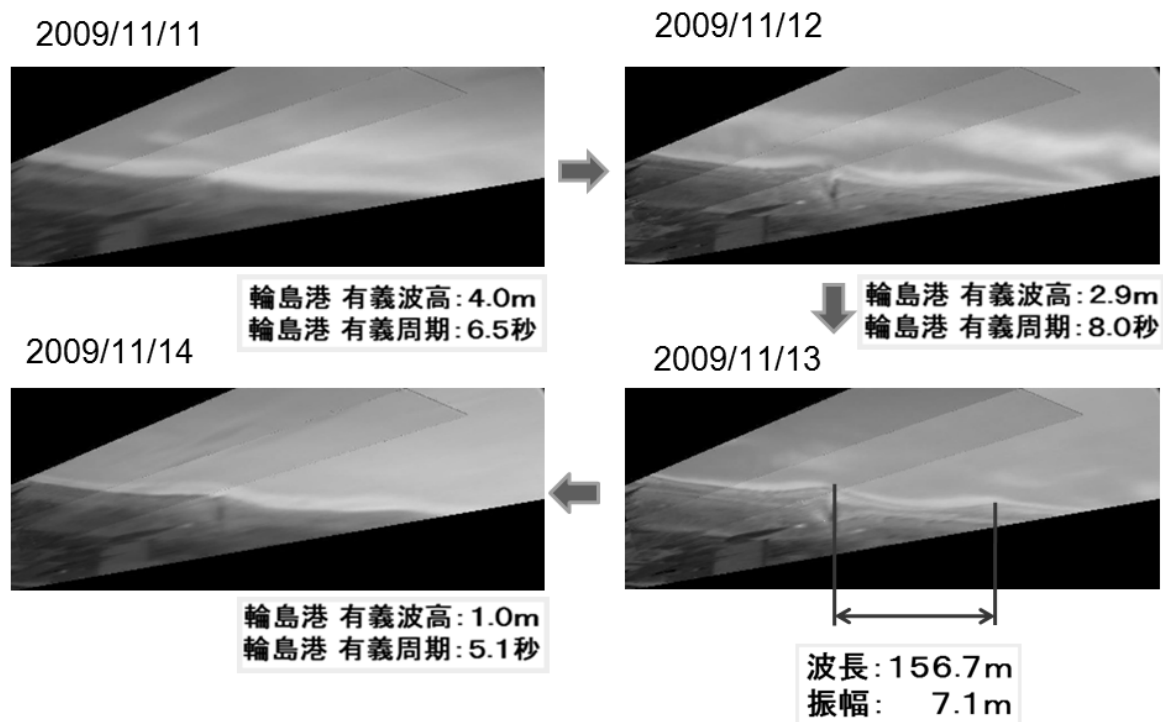 2009/11/11
2009/11/12
輪島港 有義波高:4.0m
輪島港 有義周期:6.5秒
輪島港 有義波高:2.9m
輪島港 有義周期:8.0秒
2009/11/14
2009/11/13
輪島港 有義波高:1.0m
輪島港 有義周期:5.1秒
波長:156.7m
振幅: 7.1m